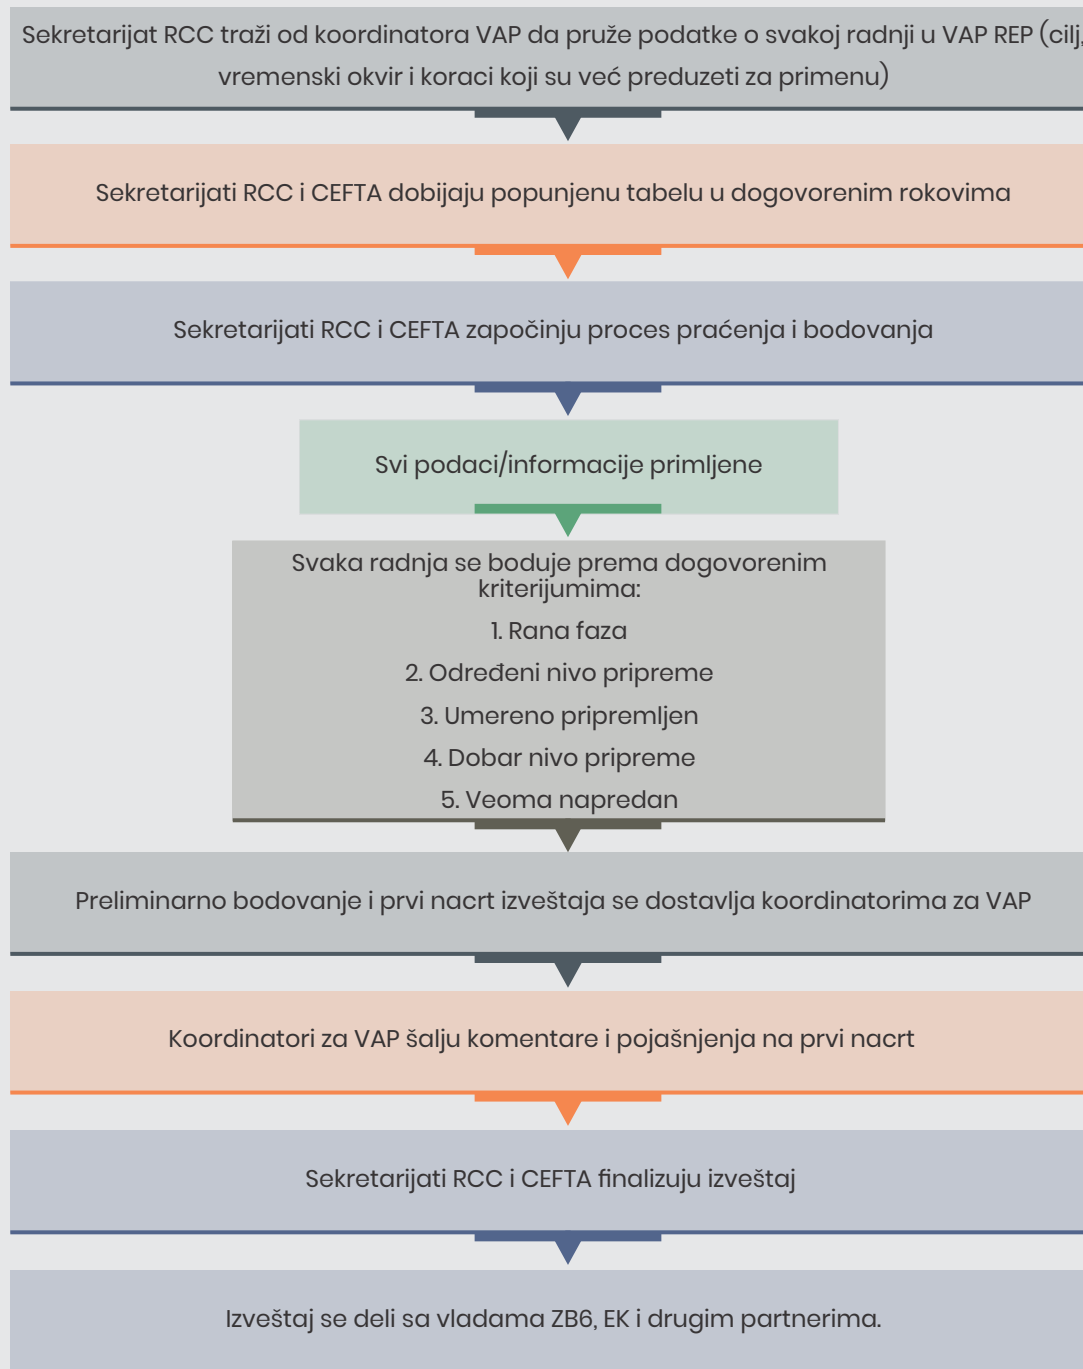 Sekretarijat RCC traži od koordinatora VAP da pruže podatke o svakoj radnji u VAP REP (cilj,
vremenski okvir i koraci koji su već preduzeti za primenu)
Sekretarijati RCC i CEFTA dobijaju popunjenu tabelu u dogovorenim rokovima
Sekretarijati RCC i CEFTA započinju proces praćenja i bodovanja
Svi podaci/informacije primljene
Svaka radnja se boduje prema dogovorenim
kriterijumima:
1. Rana faza
2. Određeni nivo pripreme
3. Umereno pripremljen
4. Dobar nivo pripreme
5. Veoma napredan
Preliminarno bodovanje i prvi nacrt izveštaja se dostavlja koordinatorima za VAP
Koordinatori za VAP šalju komentare i pojašnjenja na prvi nacrt
Sekretarijati RCC i CEFTA finalizuju izveštaj
Izveštaj se deli sa vladama ZB6, EK i drugim partnerima.